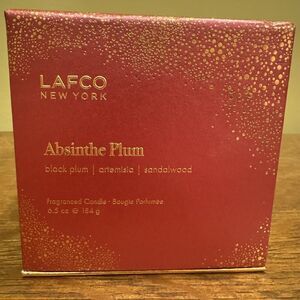 LAFCO
NEW YORK
Absinthe Plum
black plum | artemisia | sandalwood
Fragranced Candle · Bougie Parfumée
6.5 oz ℮ 184 g